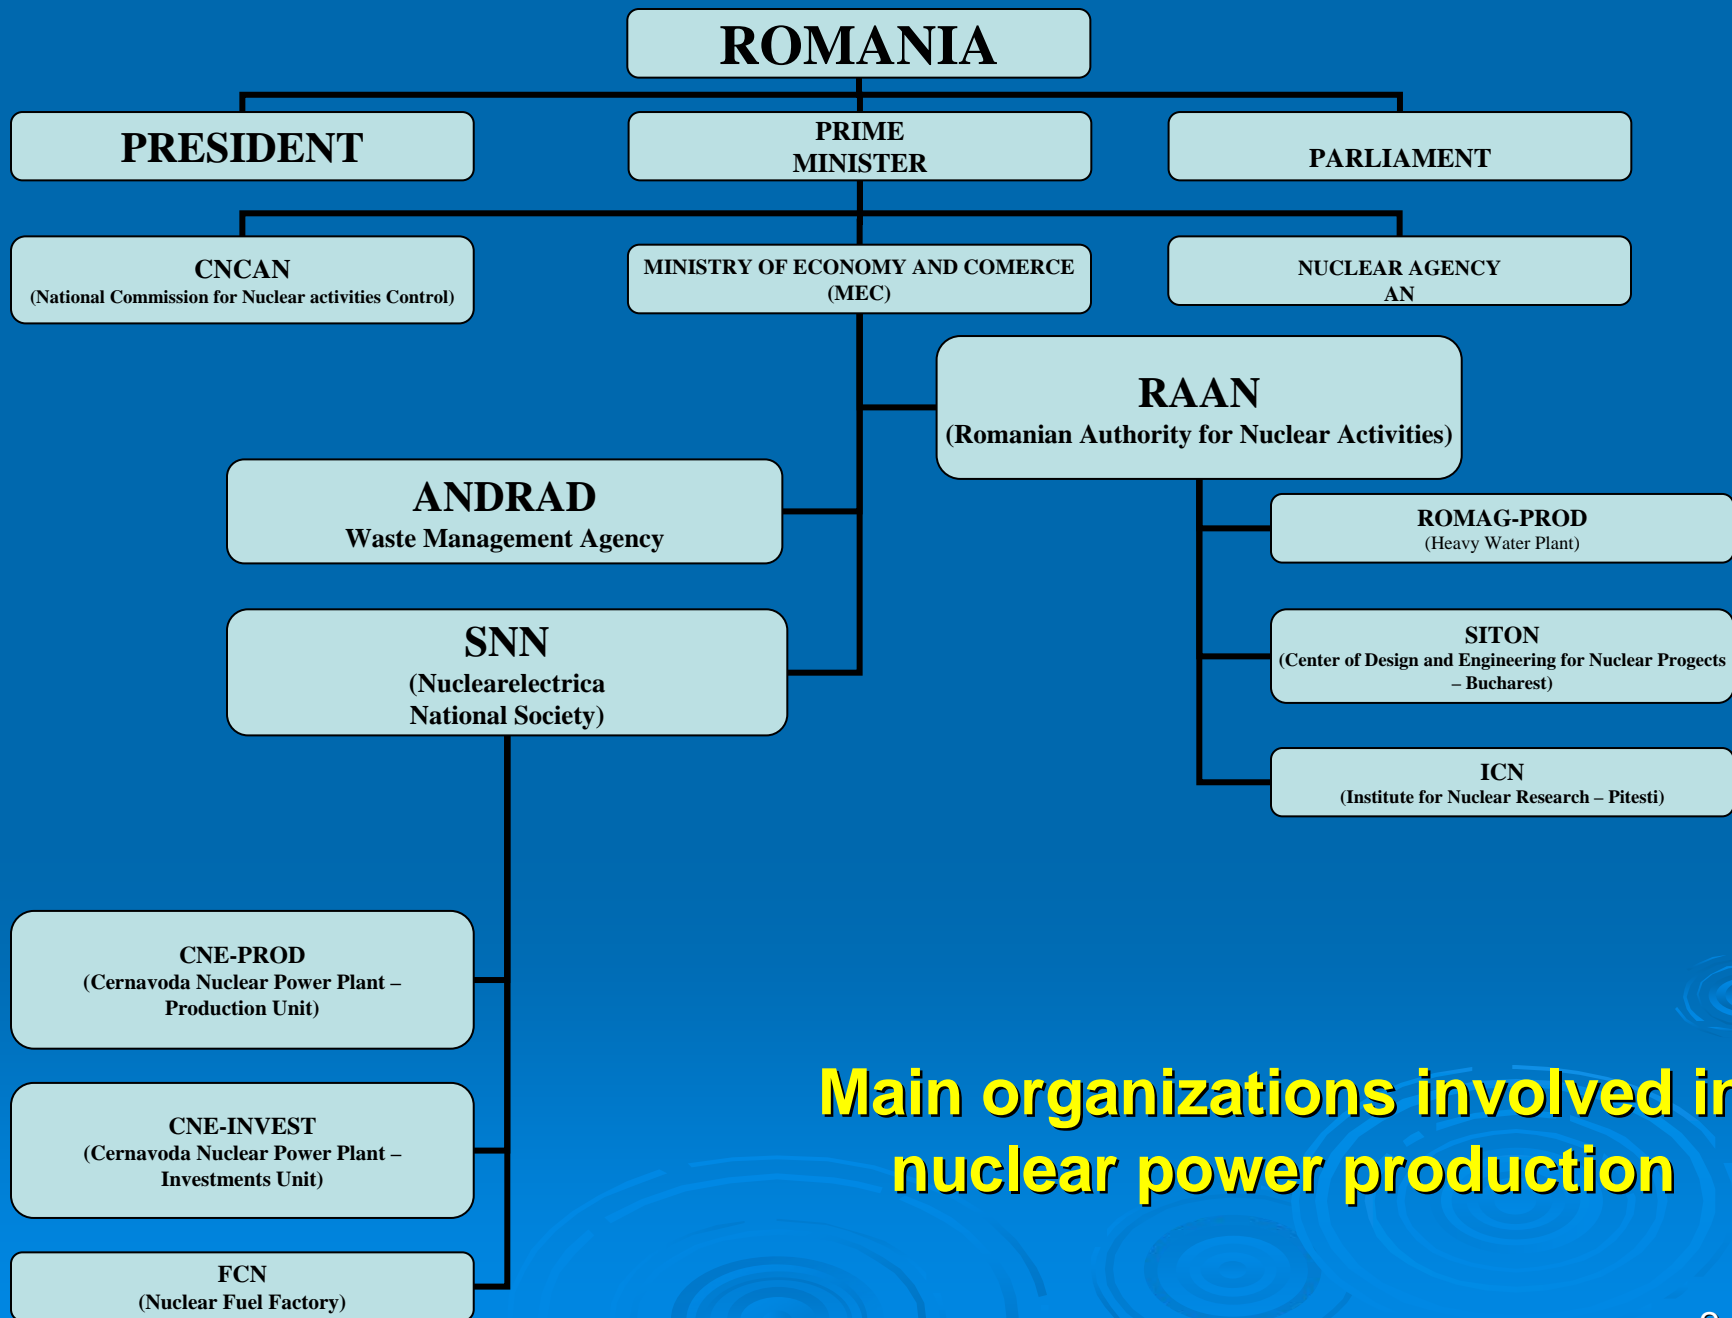 ROMANIA
PRESIDENT
PRIME
MINISTER
PARLIAMENT
CNCAN
(National Commission for Nuclear activities Control)
MINISTRY OF ECONOMY AND COMERCE
(MEC)
NUCLEAR AGENCY
AN
RAAN
(Romanian Authority for Nuclear Activities)
ANDRAD
Waste Management Agency
ROMAG-PROD
(Heavy Water Plant)
SNN
(Nuclearelectrica
National Society)
SITON
(Center of Design and Engineering for Nuclear Progects
– Bucharest)
ICN
(Institute for Nuclear Research – Pitesti)
CNE-PROD
(Cernavoda Nuclear Power Plant –
Production Unit)
CNE-INVEST
(Cernavoda Nuclear Power Plant –
Investments Unit)
FCN
(Nuclear Fuel Factory)
Main organizations involved in
nuclear power production